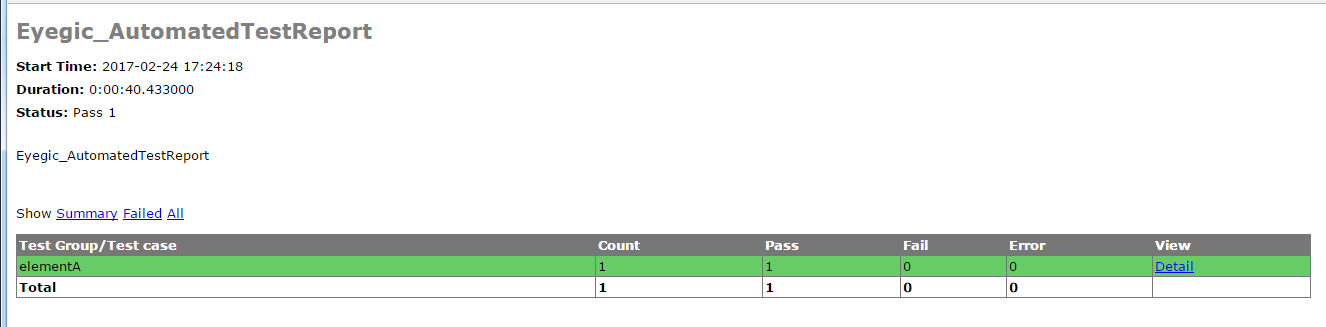 Eyegic_AutomatedTestReport
Start Time: 2017-02-24 17:24:18
Duration: 0:00:40.433000
Status: Pass 1
Eyegic_AutomatedTestReport
Show Summary Failed All
Test Group/Test case Count Pass Fail Error View
elementA 1 1 0 0 Detail
Total 1 1 0 0